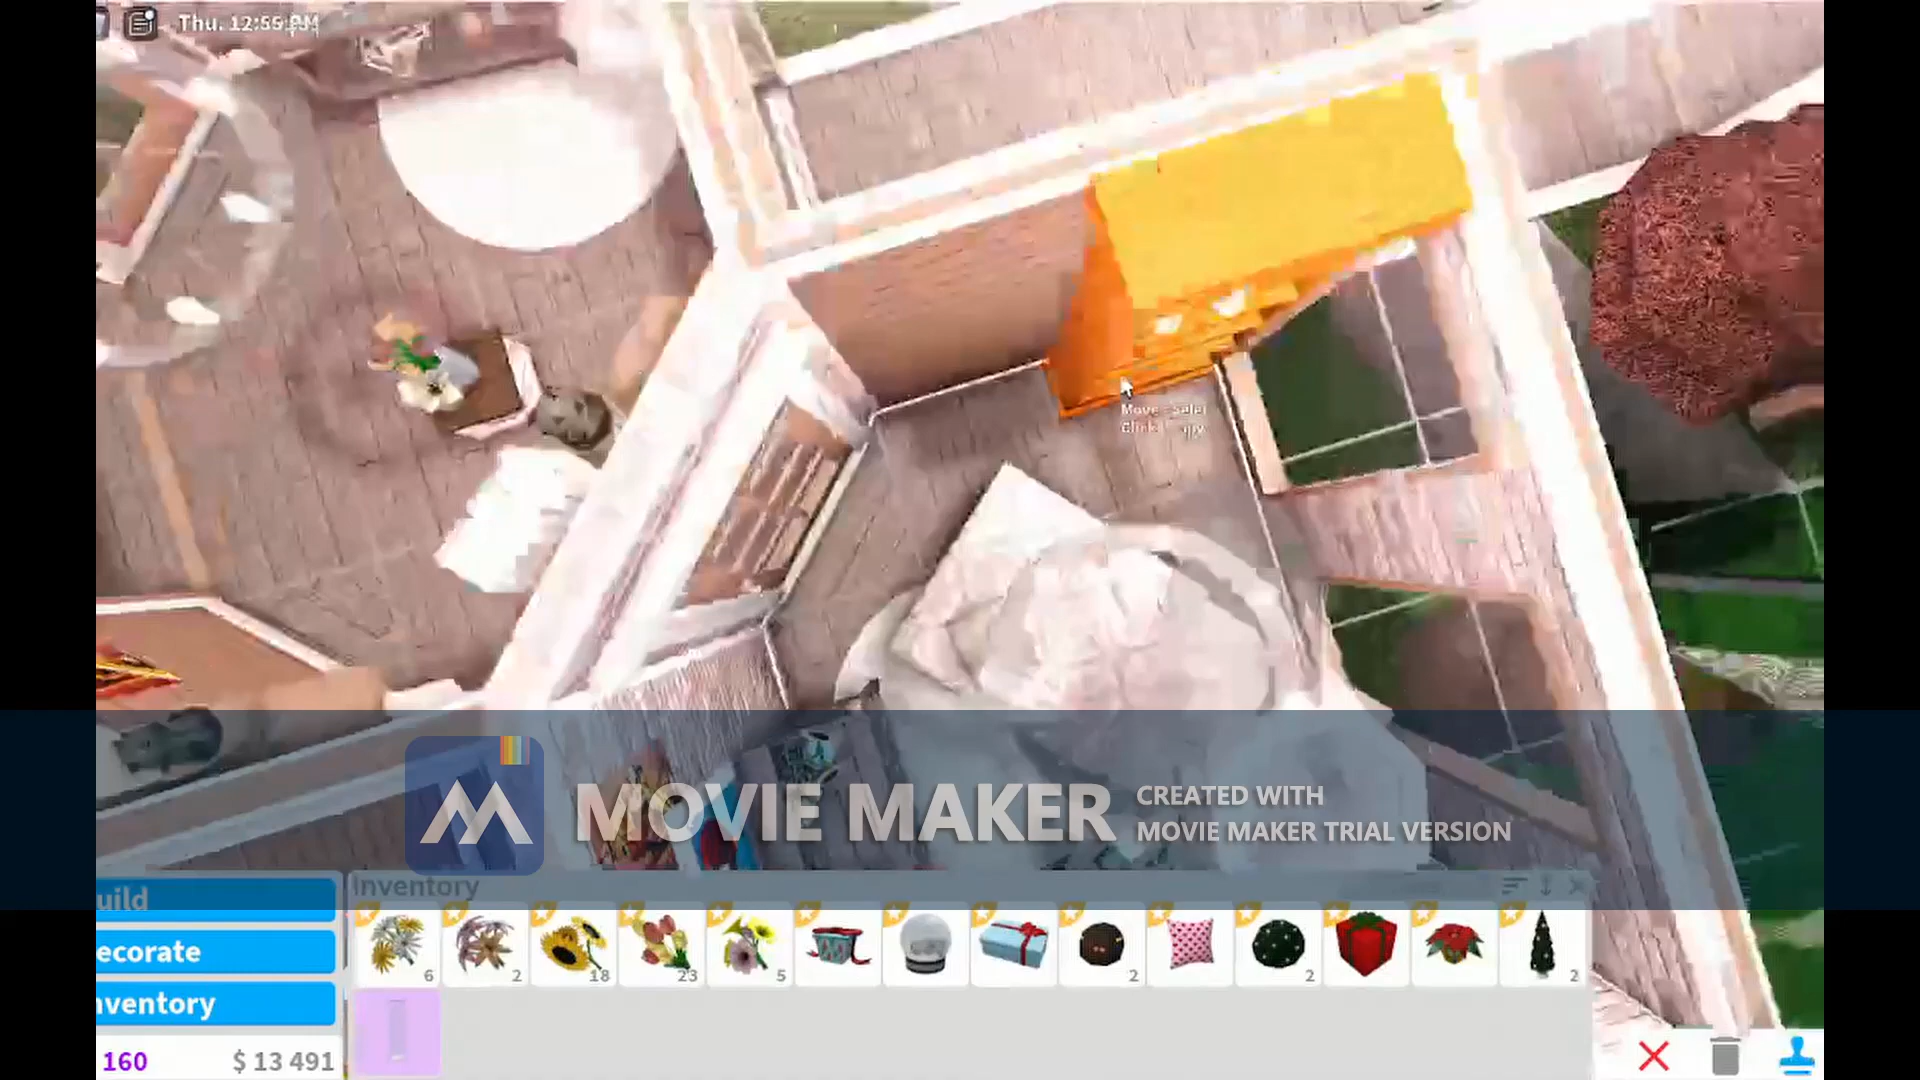 Thu. 12:55 PM
MOVIE MAKER
CREATED WITH
MOVIE MAKER TRIAL VERSION
uild
Inventory
6
2
18
23
5
2
2
2
ecorate
nventory
160
$ 13 491